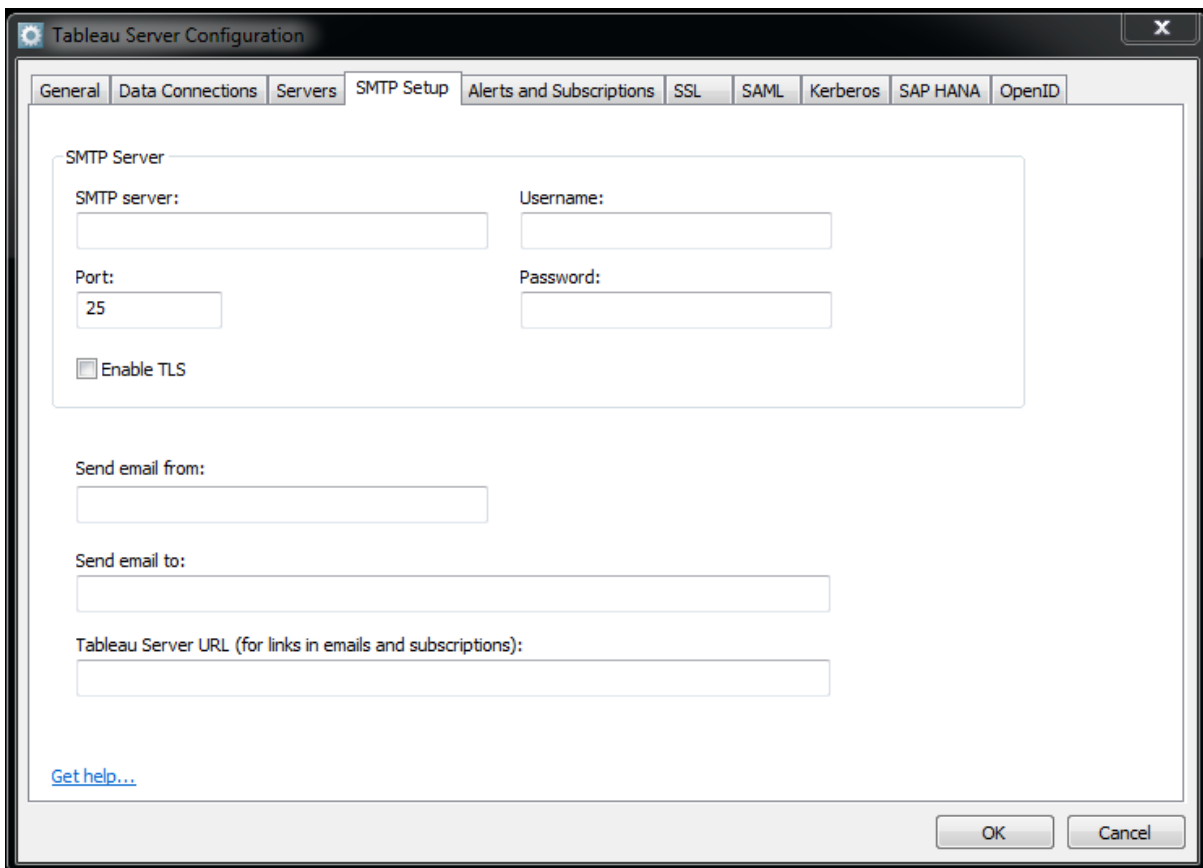 Tableau Server Configuration
X
General Data Connections Servers SMTP Setup Alerts and Subscriptions SSL SAML Kerberos SAP HANA OpenID
SMTP Server
SMTP server: Username:
Port: Password:
25
Enable TLS
Send email from:
Send email to:
Tableau Server URL (for links in emails and subscriptions):
Get help...
OK Cancel